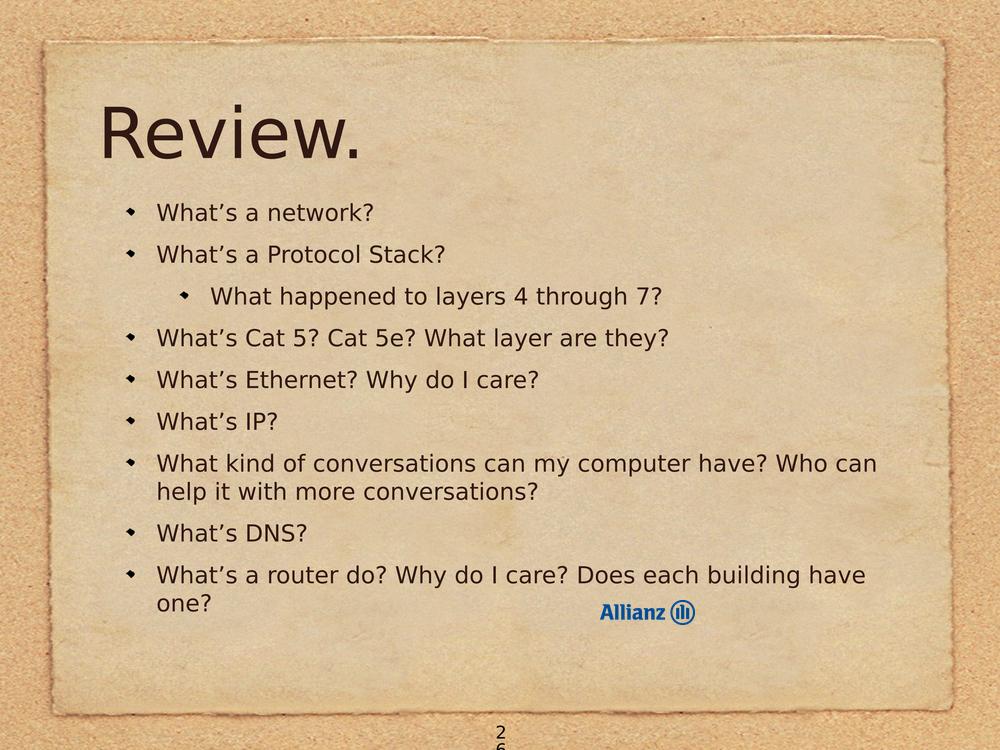 Review.
What’s a network?
What’s a Protocol Stack?
What happened to layers 4 through 7?
What’s Cat 5? Cat 5e? What layer are they?
What’s Ethernet? Why do I care?
What’s IP?
What kind of conversations can my computer have? Who can
help it with more conversations?
What’s DNS?
What’s a router do? Why do I care? Does each building have
one?
Allianz
2
6